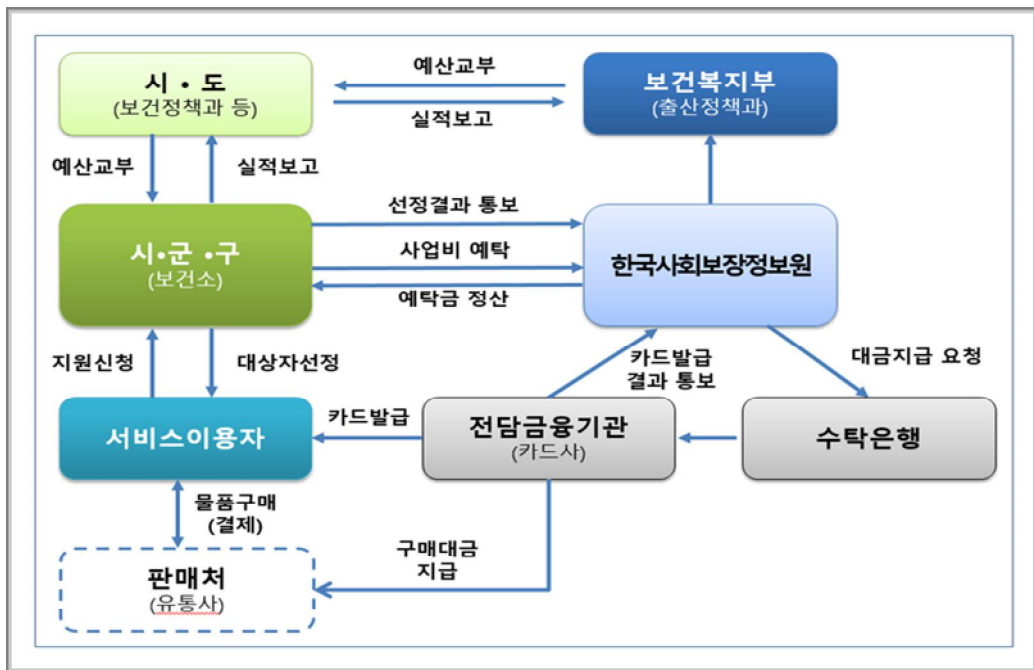 시 • 도
(보건정책과 등)
예산교부
실적보고
보건복지부
(출산정책과)
예산교부
실적보고
시•군 •구
(보건소)
선정결과 통보
사업비 예탁
예탁금 정산
한국사회보장정보원
지원신청
대상자선정
카드발급
결과 통보
대금지급 요청
서비스이용자
카드발급
전담금융기관
(카드사)
수탁은행
물품구매
(결제)
구매대금
지급
판매처
(유통사)